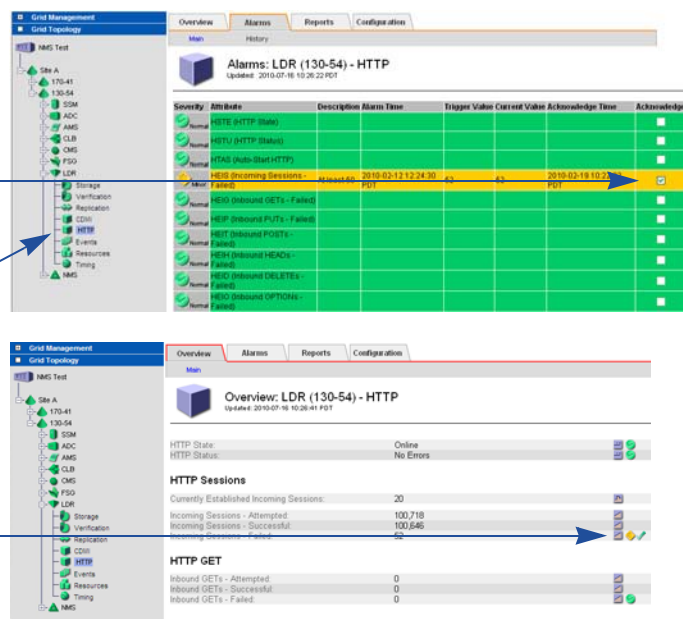 Grid Management
Grid Topology
NMS Test
Site A
170-41
130-54
SSM
ADC
AMS
CLB
CMS
FSG
LDR
Storage
Verification
Replication
CDMI
HTTP
Events
Resources
Timing
NMS
Overview Alarms Reports Configuration
Main History
Alarms: LDR (130-54) - HTTP
Updated: 2010-07-16 10:26:22 PDT
Severity Attribute Description Alarm Time Trigger Value Current Value Acknowledge Time Acknowledge
Normal HSTE (HTTP State)
Normal HSTU (HTTP Status)
Normal HTAS (Auto-Start HTTP)
Minor HEIS (Incoming Sessions - Failed) At least 50 2010-02-12 12:24:30 PDT 52 52 2010-02-19 10:22 PDT
Normal HEIG (Inbound GETs - Failed)
Normal HEIP (Inbound PUTs - Failed)
Normal HEIT (Inbound POSTs - Failed)
Normal HEIH (Inbound HEADs - Failed)
Normal HEID (Inbound DELETEs - Failed)
Normal HEIO (Inbound OPTIONs - Failed)
Grid Management
Grid Topology
NMS Test
Site A
170-41
130-54
SSM
ADC
AMS
CLB
CMS
FSG
LDR
Storage
Verification
Replication
CDMI
HTTP
Events
Resources
Timing
NMS
Overview Alarms Reports Configuration
Main
Overview: LDR (130-54) - HTTP
Updated: 2010-07-16 10:26:41 PDT
HTTP State: Online
HTTP Status: No Errors
HTTP Sessions
Currently Established Incoming Sessions: 20
Incoming Sessions - Attempted: 100,718
Incoming Sessions - Successful: 100,646
Incoming Sessions - Failed: 52
HTTP GET
Inbound GETs - Attempted: 0
Inbound GETs - Successful: 0
Inbound GETs - Failed: 0